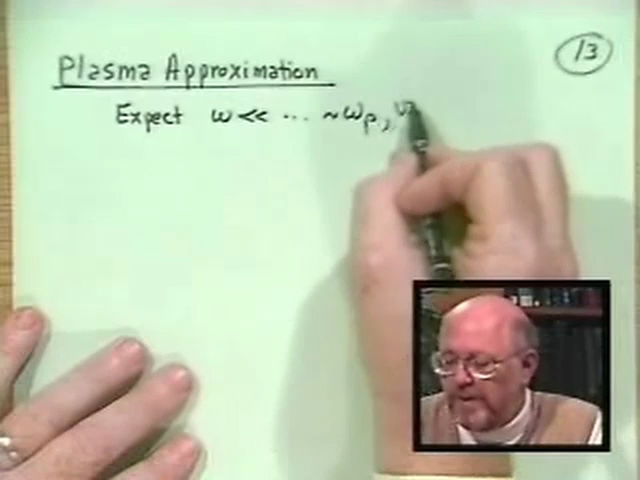 13
Plasma Approximation
Expect ω << ... ~ωp,